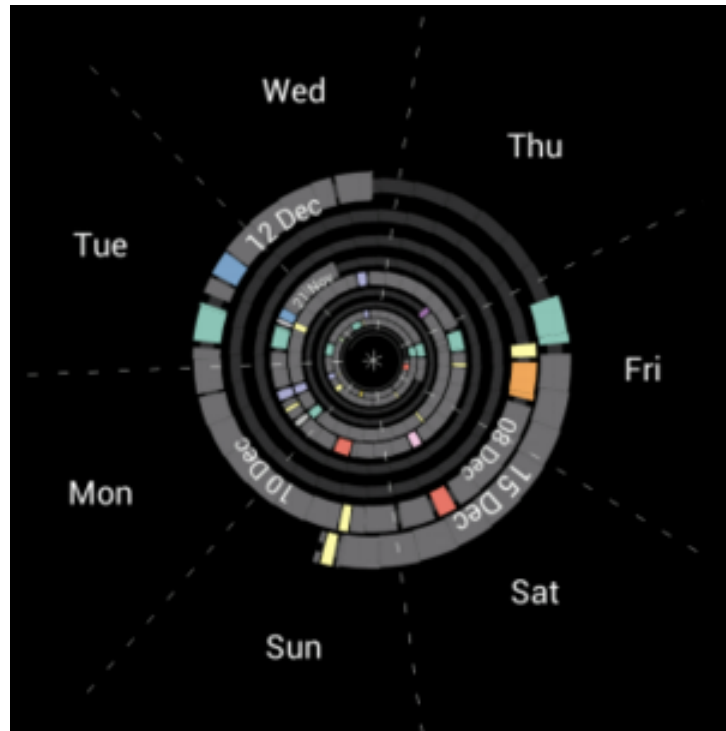 Wed
Thu
12 Dec
Tue
21 Nov
Fri
08 Dec
15 Dec
10 Dec
Mon
Sat
Sun